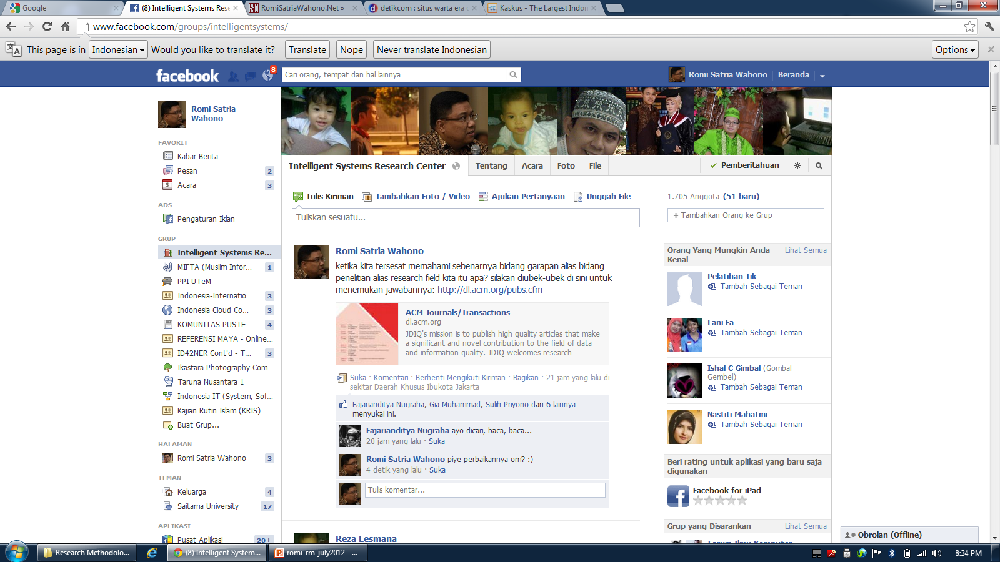 Google
(8) Intelligent Systems Rese
RomiSatriaWahono.Net »
detikcom : situs warta era d
Kaskus - The Largest Indon
www.facebook.com/groups/intelligentsystems/
This page is in Indonesian Would you like to translate it? Translate Nope Never translate Indonesian Options
facebook 8 Cari orang, tempat dan hal lainnya Romi Satria Wahono Beranda
Romi Satria
Wahono
FAVORIT
Kabar Berita
Pesan 2
Acara 3
ADS
Pengaturan Iklan
GRUP
Intelligent Systems Re...
MIFTA (Muslim Infor... 1
PPI UTeM
Indonesia-Internatio... 3
Indonesia Cloud Co... 3
KOMUNITAS PUSTE... 4
REFERENSI MAYA - Online...
ID42NER Cont'd - T... 3
Ikastara Photography Com...
Taruna Nusantara 1
Indonesia IT (System, Sof...
Kajian Rutin Islam (KRIS)
Buat Grup...
HALAMAN
Romi Satria Wahono 3
TEMAN
Keluarga 4
Saitama University 17
APLIKASI
Pusat Aplikasi 20+
Intelligent Systems Research Center Tentang Acara Foto File Pemberitahuan
Tulis Kiriman Tambahkan Foto / Video Ajukan Pertanyaan Unggah File
Tuliskan sesuatu...
Romi Satria Wahono
ketika kita tersesat memahami sebenarnya bidang garapan alias bidang
penelitian alias research field kita itu apa? silakan diubek-ubek di sini untuk
menemukan jawabannya: http://dl.acm.org/pubs.cfm
ACM Journals/Transactions
dl.acm.org
JDIQ's mission is to publish high quality articles that make
a significant and novel contribution to the field of data
and information quality. JDIQ welcomes research
Suka · Komentari · Berhenti Mengikuti Kiriman · Bagikan · 21 jam yang lalu di
sekitar Daerah Khusus Ibukota Jakarta
Fajarianditya Nugraha, Gia Muhammad, Sulih Priyono dan 6 lainnya
menyukai ini.
Fajarianditya Nugraha ayo dicari, baca, baca...
20 jam yang lalu · Suka
Romi Satria Wahono piye perbaikannya om? :)
4 detik yang lalu · Suka
Tulis komentar...
Reza Lesmana
1.705 Anggota (51 baru)
+ Tambahkan Orang ke Grup
Orang Yang Mungkin Anda Lihat Semua
Kenal
Pelatihan Tik
Tambah Sebagai Teman
Lani Fa
Tambah Sebagai Teman
Ishal C Gimbal (Gombal
Gembel)
Tambah Sebagai Teman
Nastiti Mahatmi
Tambah Sebagai Teman
Beri rating untuk aplikasi yang baru saja
digunakan
Facebook for iPad
Grup yang Disarankan Lihat Semua
Forum Ilmu Komputer
Obrolan (Offline)
Research Methodolo...
(8) Intelligent System...
romi-rm-july2012 - ...
8:34 PM